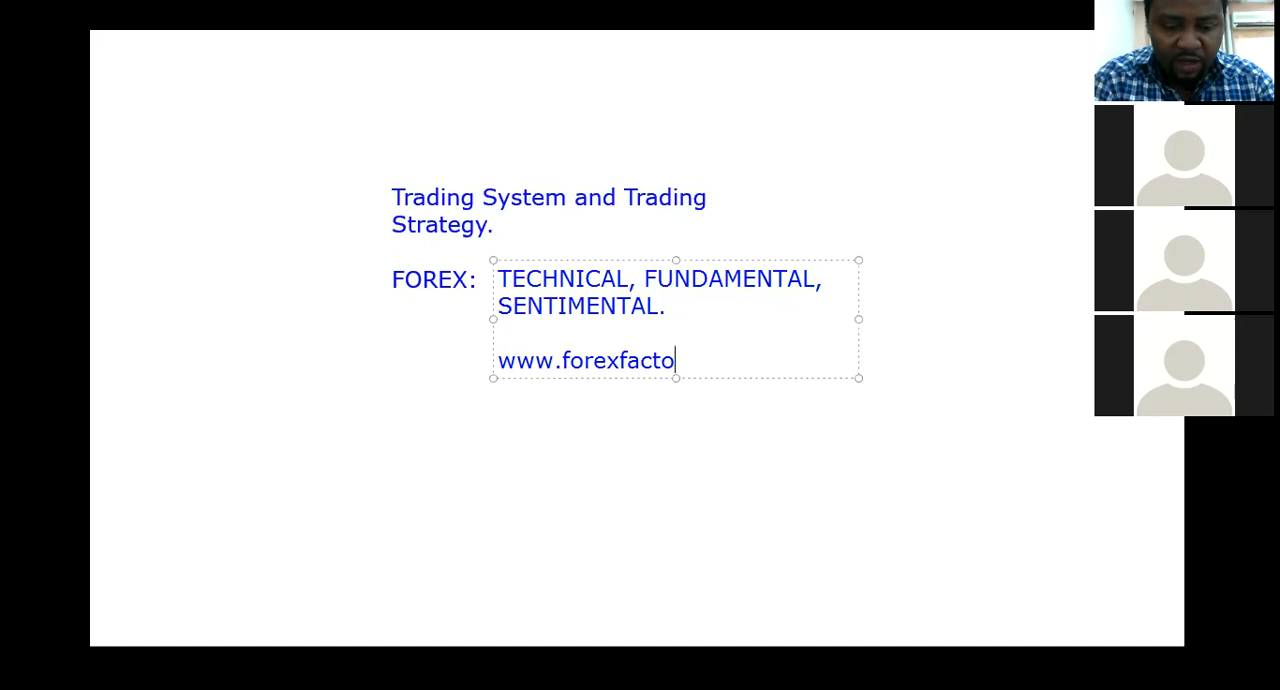 Trading System and Trading
Strategy.
FOREX: TECHNICAL, FUNDAMENTAL,
SENTIMENTAL.
www.forexfacto